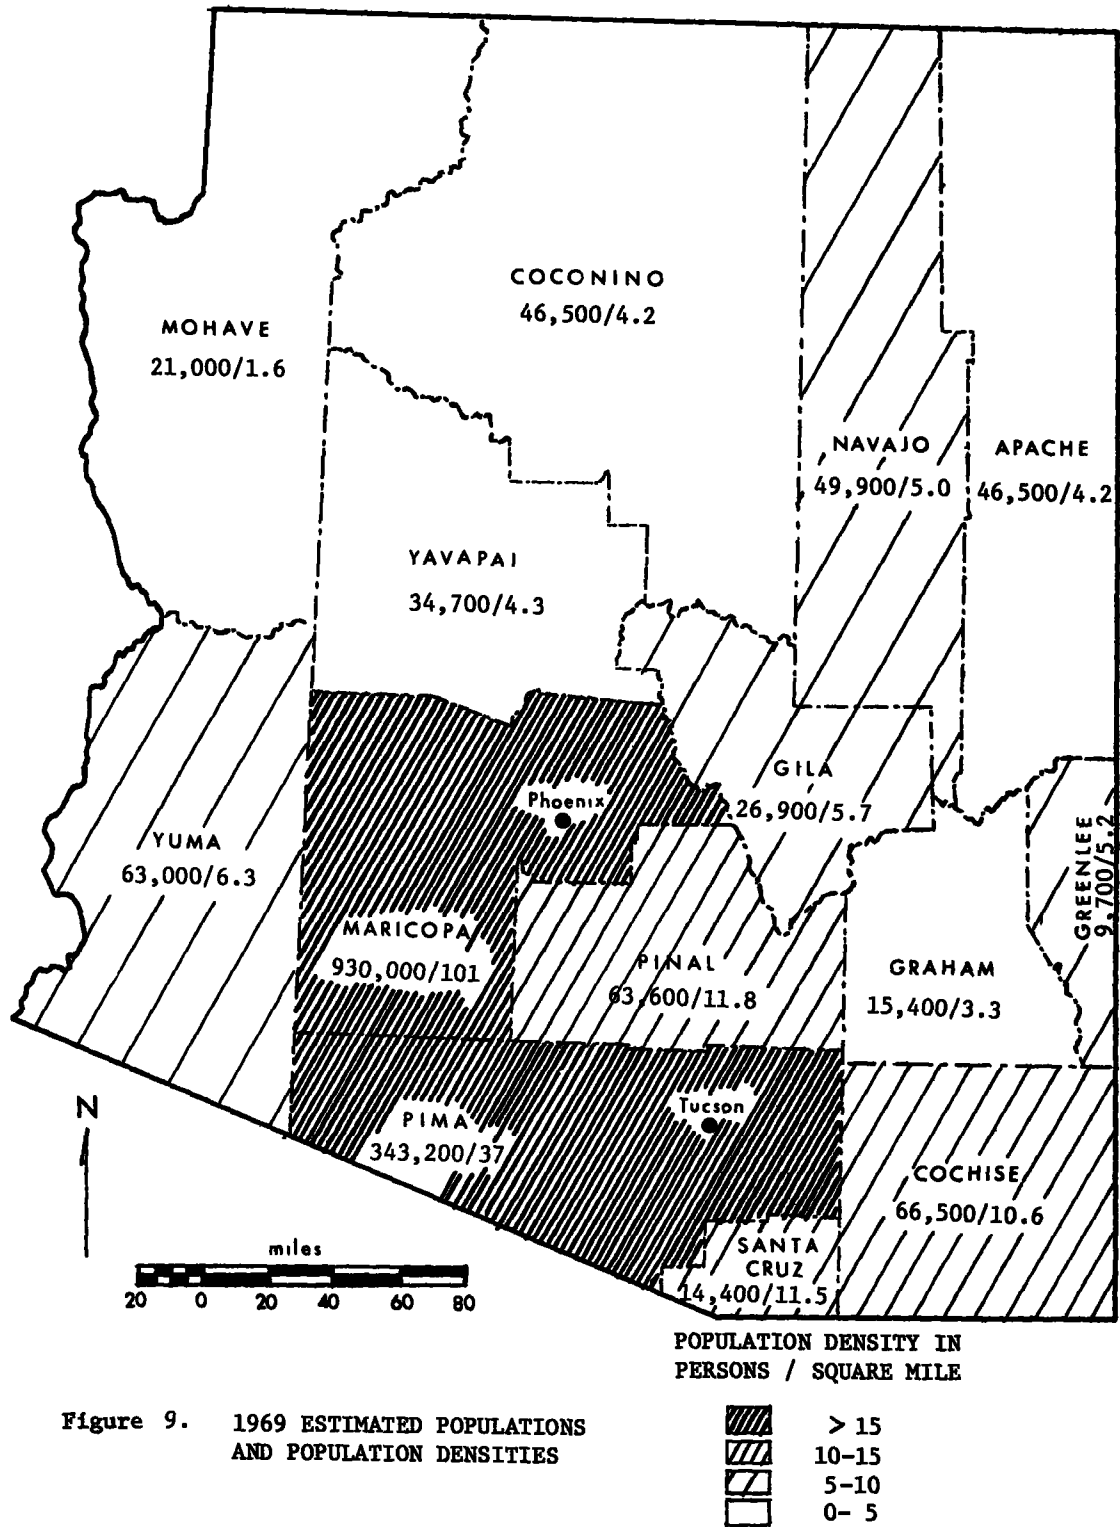 COCONINO
46,500/4.2
MOHAVE
21,000/1.6
NAVAJO
49,900/5.0
APACHE
46,500/4.2
YAVAPAI
34,700/4.3
GILA
26,900/5.7
Phoenix
YUMA
63,000/6.3
GREENLEE
9,700/5.2
MARICOPA
930,000/101
PINAL
63,600/11.8
GRAHAM
15,400/3.3
N
PIMA
343,200/37
Tucson
COCHISE
66,500/10.6
SANTA
CRUZ
14,400/11.5
miles
20 0 20 40 60 80
POPULATION DENSITY IN
PERSONS / SQUARE MILE
> 15
10-15
5-10
0- 5
Figure 9. 1969 ESTIMATED POPULATIONS
AND POPULATION DENSITIES